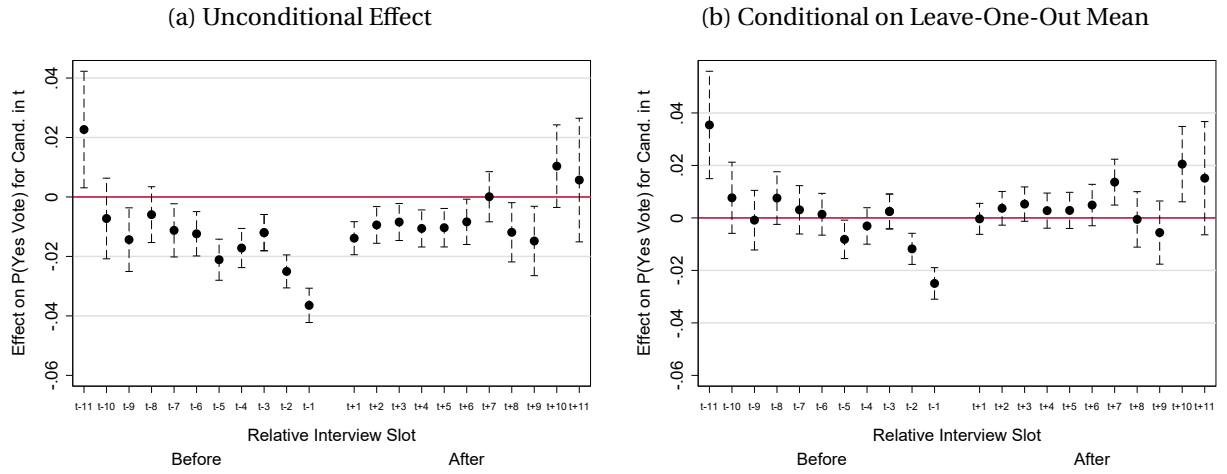 (a) Unconditional Effect
Effect on P(Yes Vote) for Cand. in t
.04
.02
0
-.02
-.04
-.06
t-11 t-10 t-9 t-8 t-7 t-6 t-5 t-4 t-3 t-2 t-1 t+1 t+2 t+3 t+4 t+5 t+6 t+7 t+8 t+9 t+10 t+11
Relative Interview Slot
Before After
(b) Conditional on Leave-One-Out Mean
Effect on P(Yes Vote) for Cand. in t
.04
.02
0
-.02
-.04
-.06
t-11 t-10 t-9 t-8 t-7 t-6 t-5 t-4 t-3 t-2 t-1 t+1 t+2 t+3 t+4 t+5 t+6 t+7 t+8 t+9 t+10 t+11
Relative Interview Slot
Before After